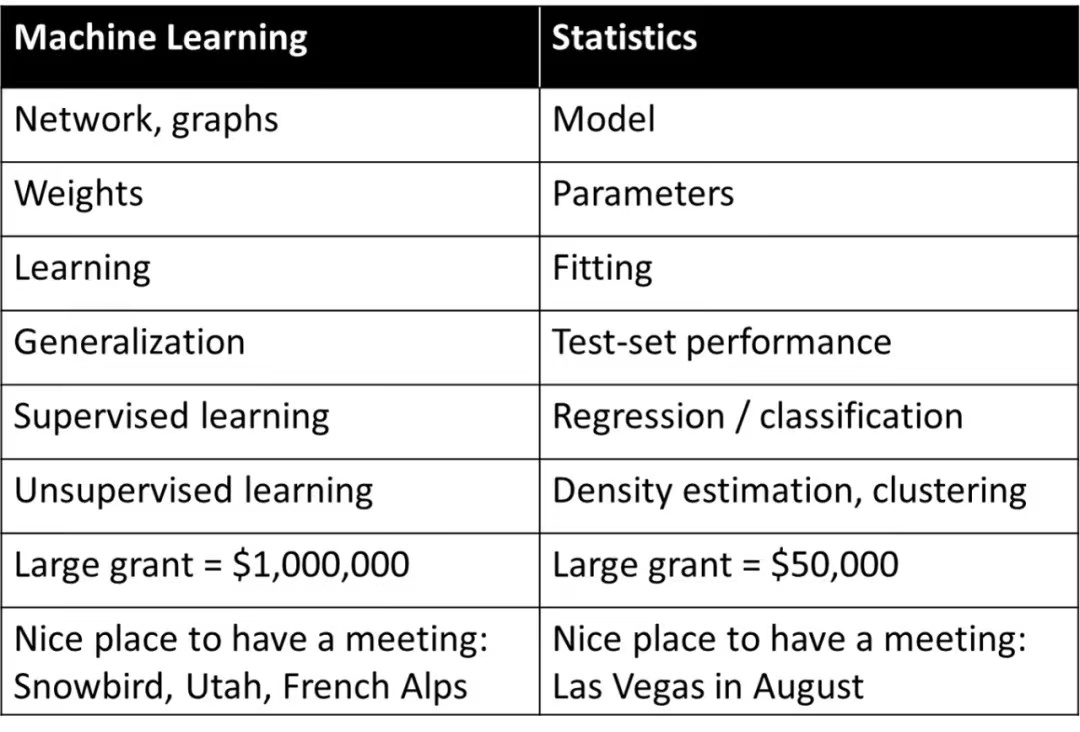 Machine Learning
Statistics
Network, graphs
Model
Weights
Parameters
Learning
Fitting
Generalization
Test-set performance
Supervised learning
Regression / classification
Unsupervised learning
Density estimation, clustering
Large grant = $1,000,000
Large grant = $50,000
Nice place to have a meeting:
Snowbird, Utah, French Alps
Nice place to have a meeting:
Las Vegas in August